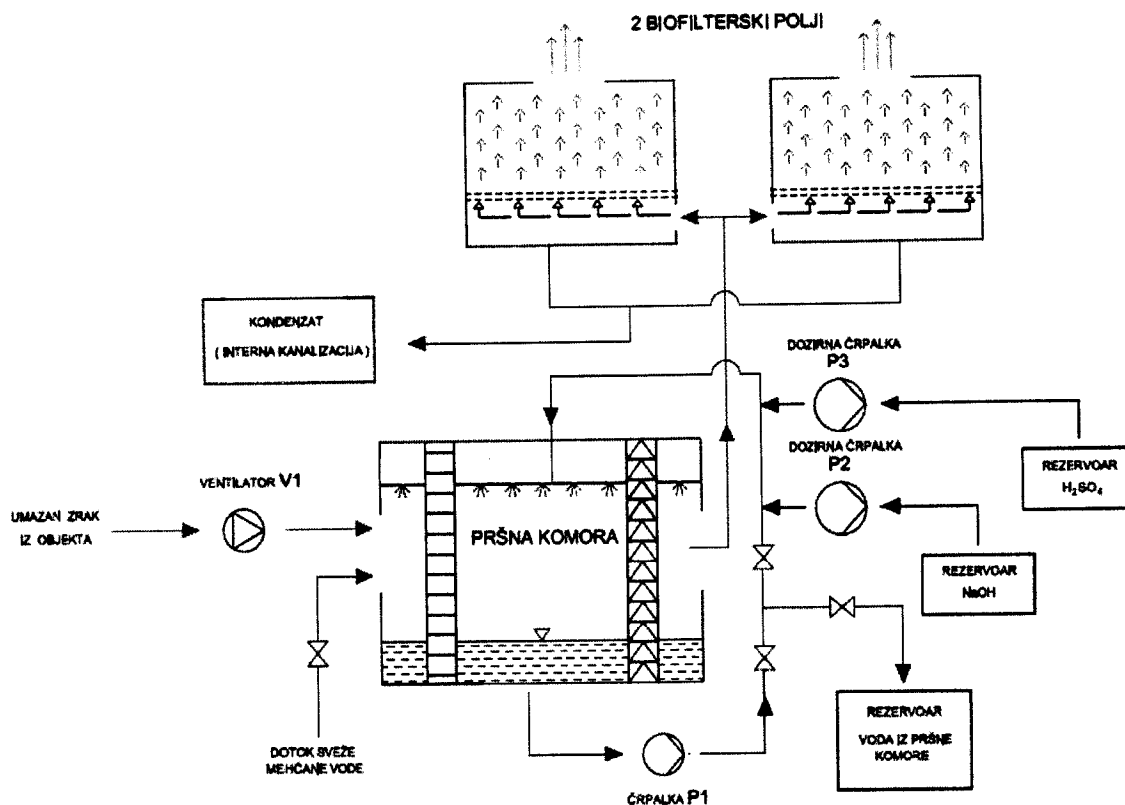 2 BIOFILTERSKI POLJI
KONDENZAT
( INTERNA KANALIZACIJA )
DOZIRNA ČRPALKA
P3
DOZIRNA ČRPALKA
P2
REZERVOAR
H₂SO₄
VENTILATOR V1
UMAZAN ZRAK
IZ OBJEKTA
PRŠNA KOMORA
REZERVOAR
NaOH
REZERVOAR
VODA IZ PRŠNE
KOMORE
DOTOK SVEŽE
MEHČANE VODE
ČRPALKA P1